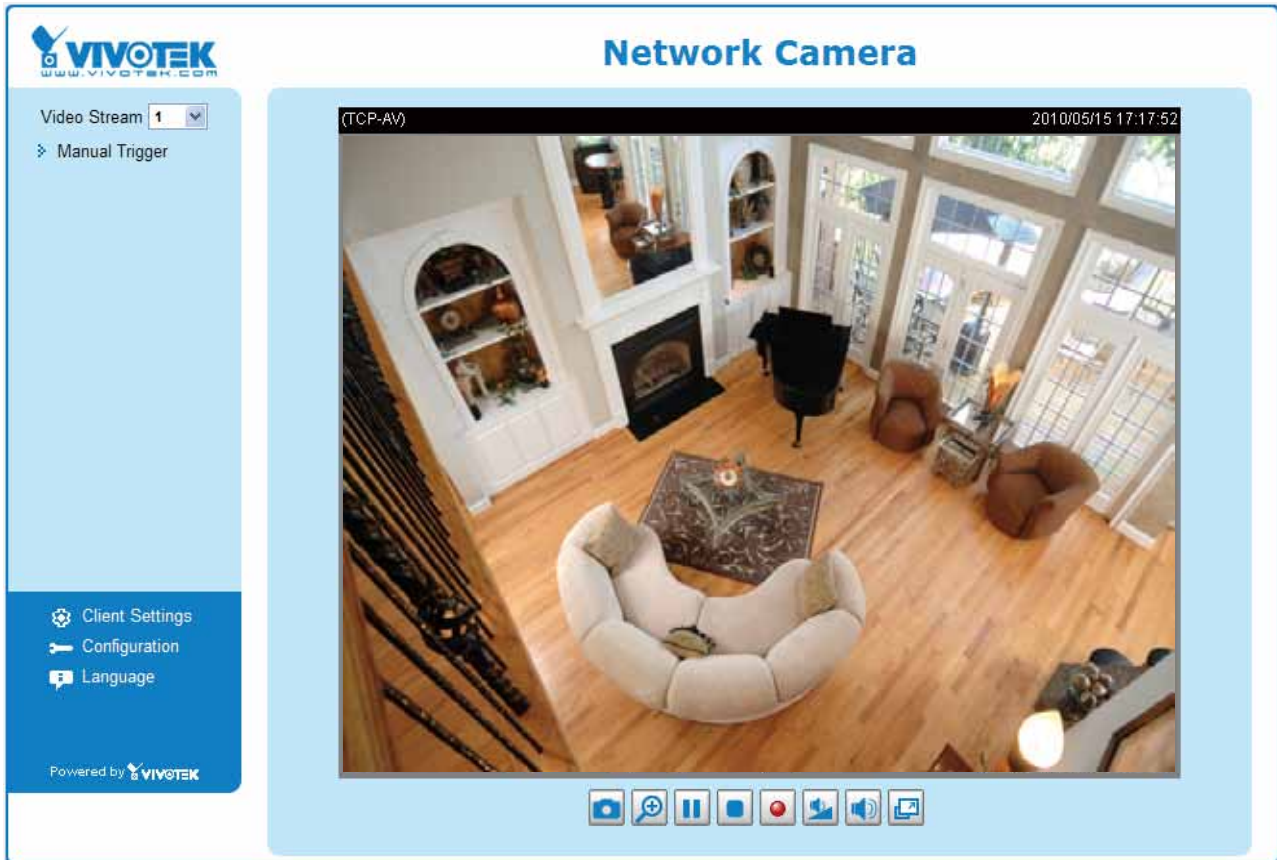 VIVOTEK
www.vivotek.com
Network Camera
Video Stream 1
Manual Trigger
(TCP-AV) 2010/05/15 17:17:52
Client Settings
Configuration
Language
Powered by VIVOTEK